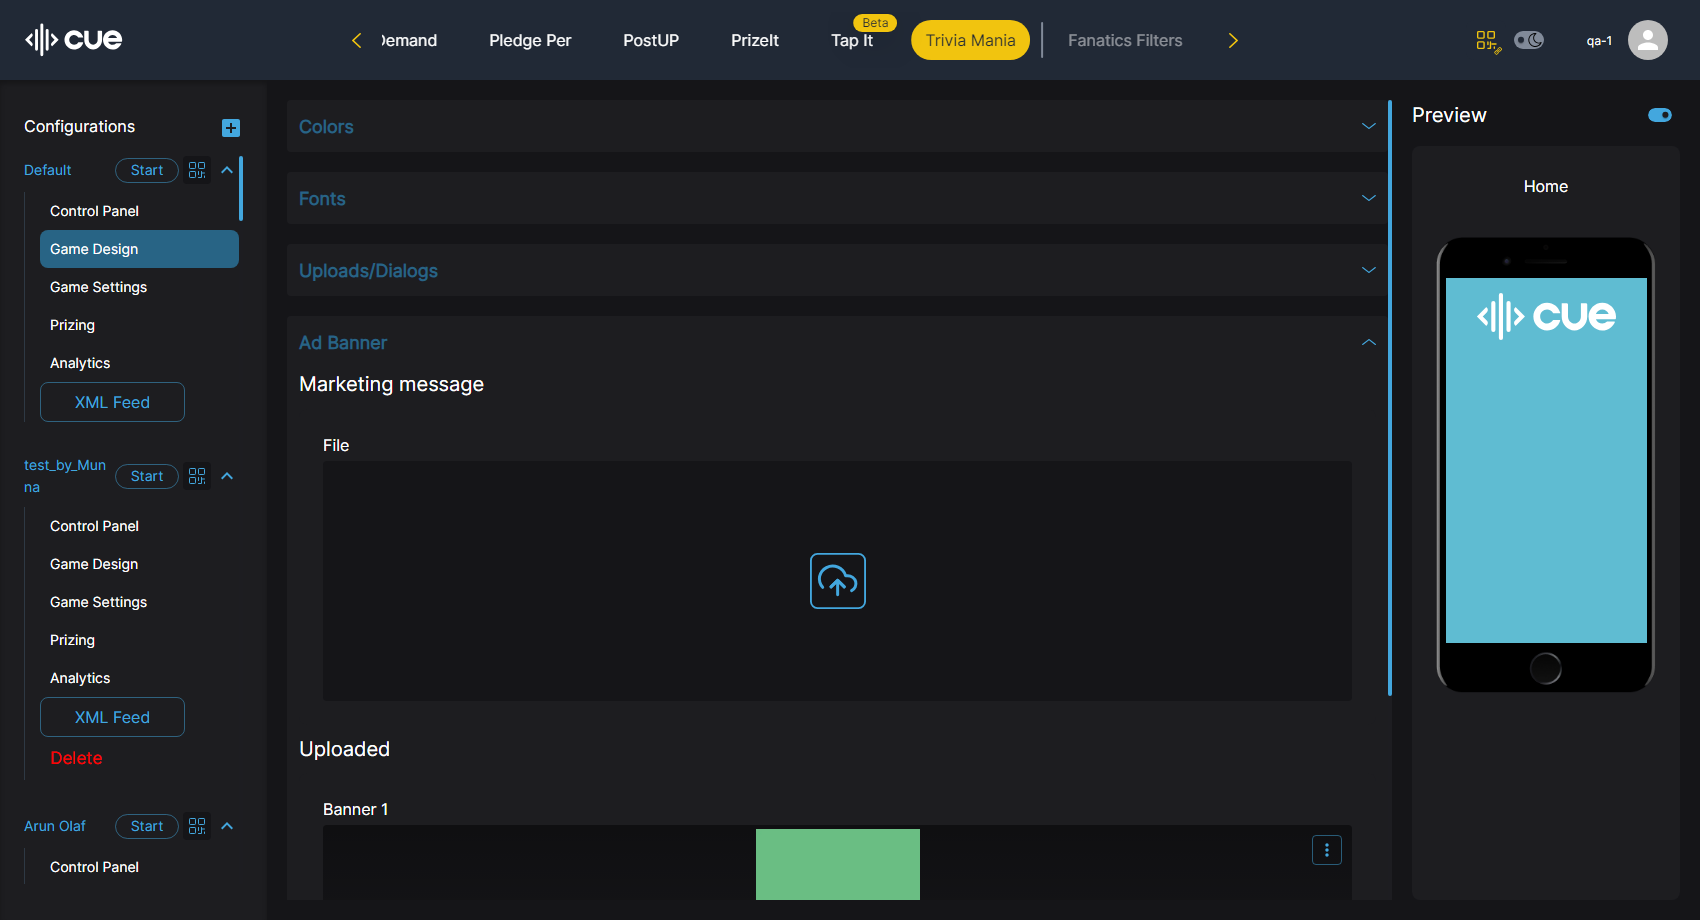 cue
Demand
Pledge Per
PostUP
PrizeIt
Tap It
Beta
Trivia Mania
Fanatics Filters
qa-1
Configurations
Default
Start
Control Panel
Game Design
Game Settings
Prizing
Analytics
XML Feed
test_by_Mun
na
Start
Control Panel
Game Design
Game Settings
Prizing
Analytics
XML Feed
Delete
Arun Olaf
Start
Control Panel
Colors
Fonts
Uploads/Dialogs
Ad Banner
Marketing message
File
Uploaded
Banner 1
Preview
Home
cue